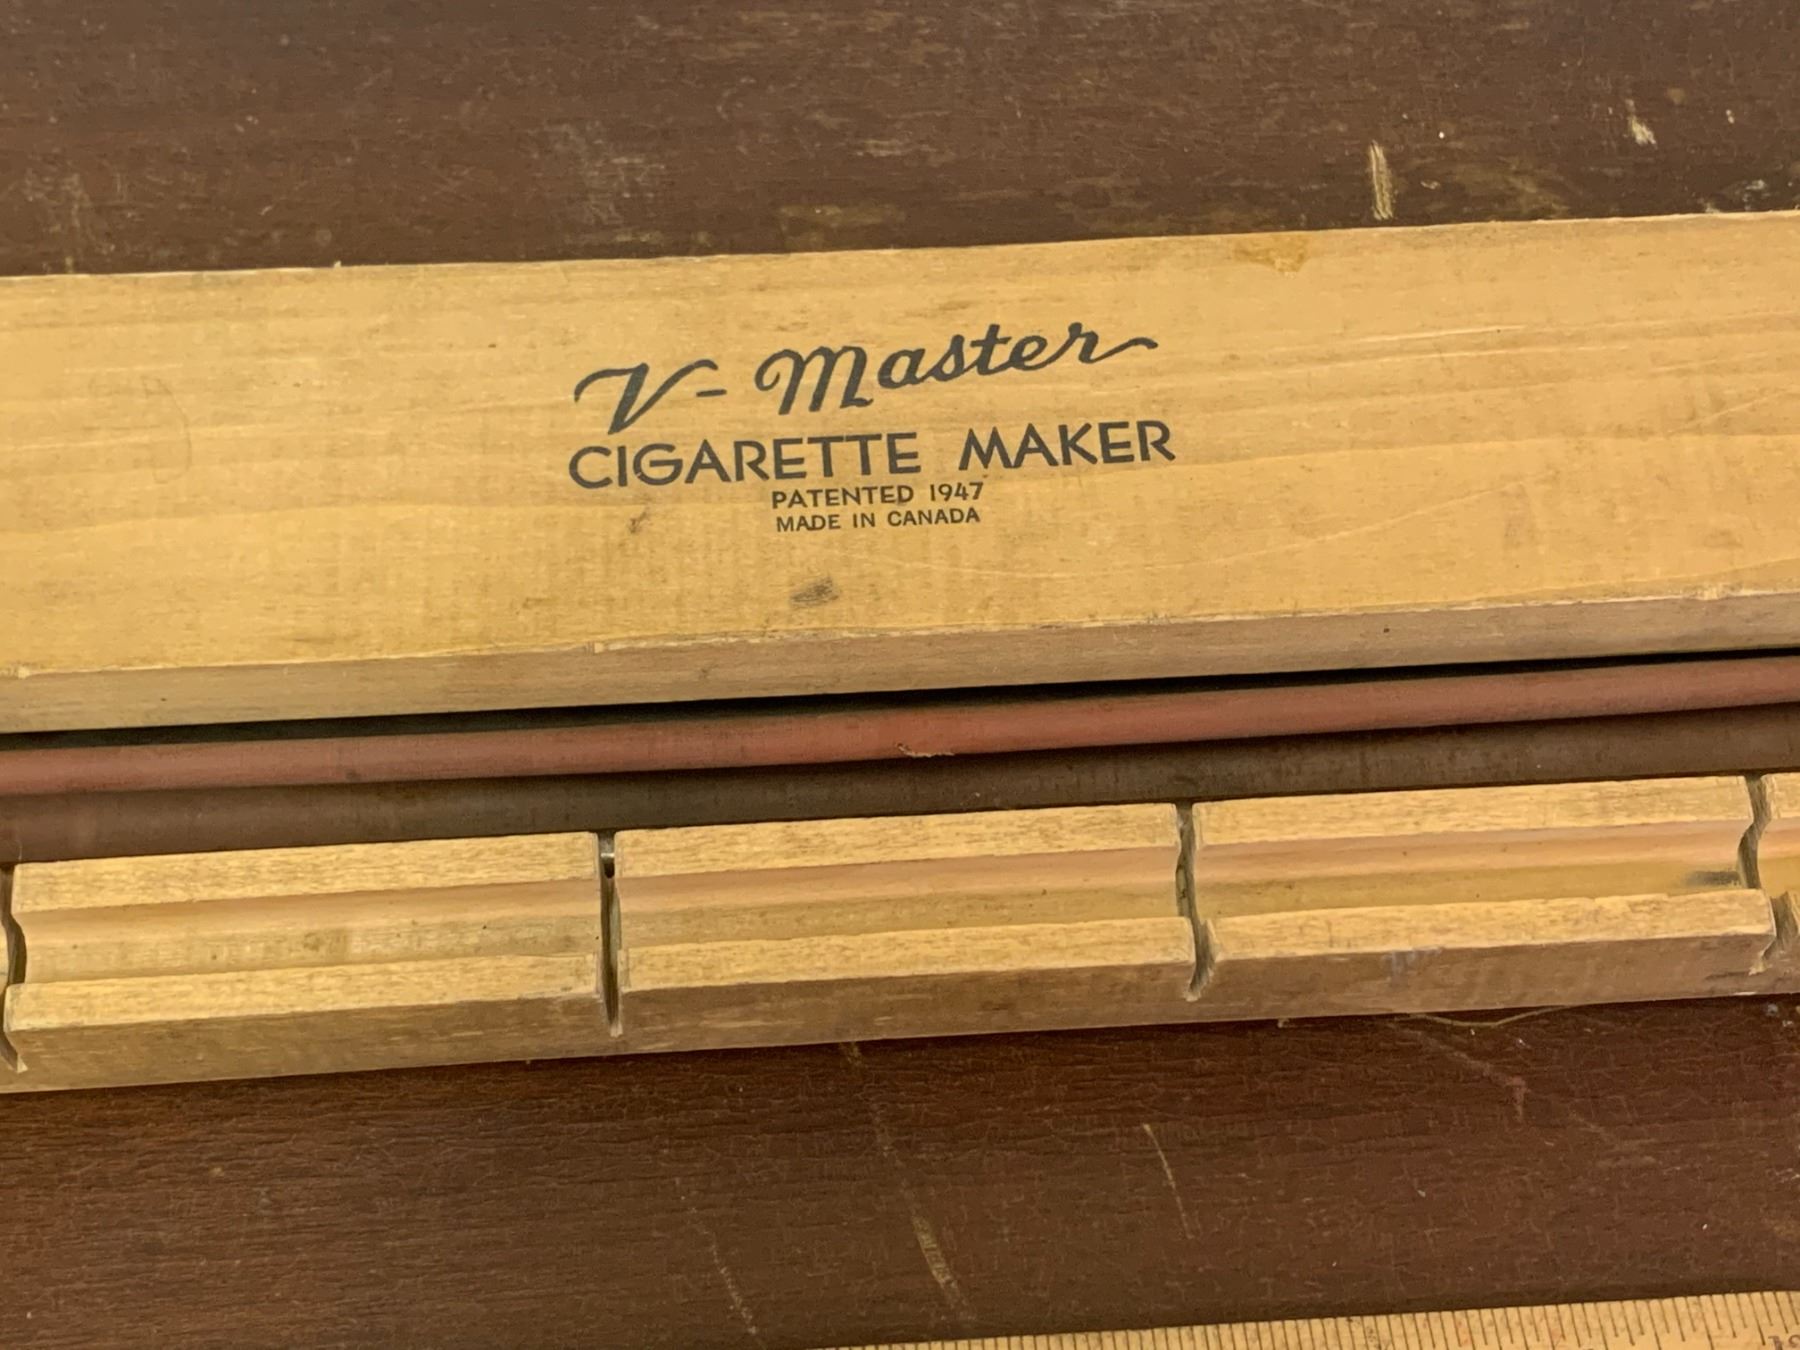 V-Master
CIGARETTE MAKER
PATENTED 1947
MADE IN CANADA